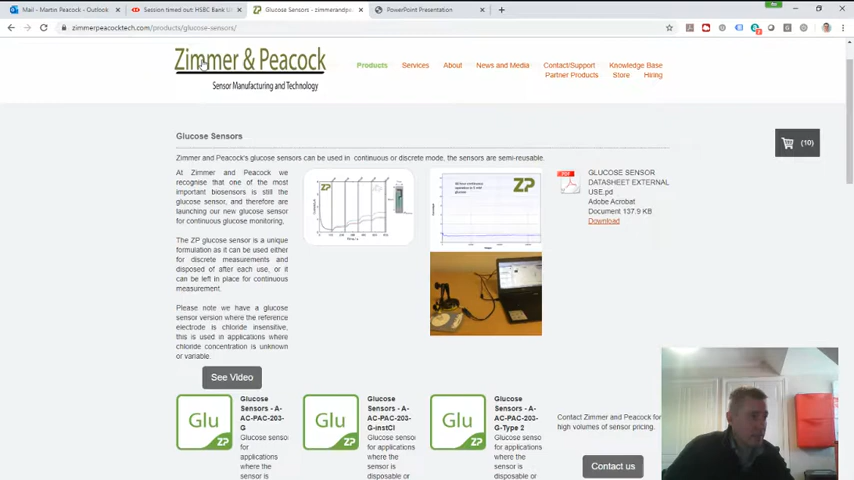 Mail - Martin Peacock - Outlook
Session timed out: HSBC Bank
Glucose Sensors - zimmerandpe
PowerPoint Presentation
zimmerpeacocktech.com/products/glucose-sensors/
Zimmer & Peacock
Sensor Manufacturing and Technology
Products Services About News and Media Contact/Support Knowledge Base
Partner Products Store Hiring
(10)
Glucose Sensors
Zimmer and Peacock's glucose sensors can be used in continuous or discrete mode, the sensors are semi-reusable.
At Zimmer and Peacock we
recognise that one of the most
important biosensors is still the
glucose sensor, and therefore are
launching our new glucose sensor
for continuous glucose monitoring.
The ZP glucose sensor is a unique
formulation as it can be used either
for discrete measurements and
disposed of after each use, or it
can be left in place for continuous
measurement.
Please note we have a glucose
sensor version where the reference
electrode is chloride insensitive,
this is used in applications where
chloride concentration is unknown
or variable.
See Video
ZP
ZP
PDF
GLUCOSE SENSOR
DATASHEET EXTERNAL
USE.pd
Adobe Acrobat
Document 137.9 KB
Download
Glu
ZP
Glucose
Sensors - A-
AC-PAC-203-
G
Glucose sensor
for
applications
where the
sensor is
Glu
ZP
Glucose
Sensors - A-
AC-PAC-203-
G-instCl
Glucose sensor
for applications
where the
sensor is
disposable or
Glu
ZP
Glucose
Sensors - A-
AC-PAC-203-
G-Type 2
Glucose sensor
for applications
where the
sensor is
disposable or
Contact Zimmer and Peacock for
high volumes of sensor pricing.
Contact us